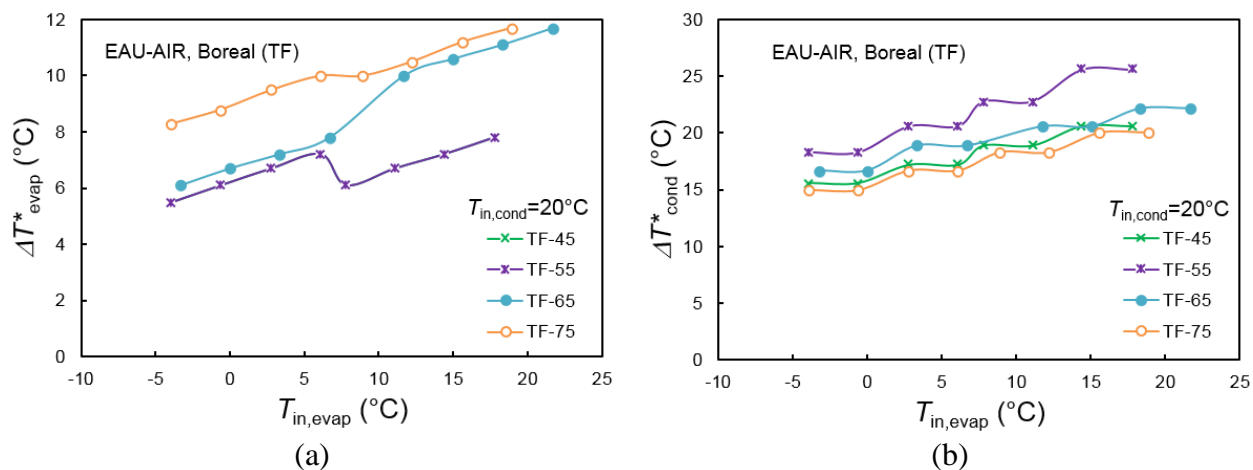 EAU-AIR, Boreal (TF)
ΔT*evap (°C)
12
10
8
6
4
2
0
Tin,cond=20°C
TF-45
TF-55
TF-65
TF-75
-10 -5 0 5 10 15 20 25
Tin,evap (°C)
(a)
EAU-AIR, Boreal (TF)
ΔT*cond (°C)
30
25
20
15
10
5
0
Tin,cond=20°C
TF-45
TF-55
TF-65
TF-75
-10 -5 0 5 10 15 20 25
Tin,evap (°C)
(b)